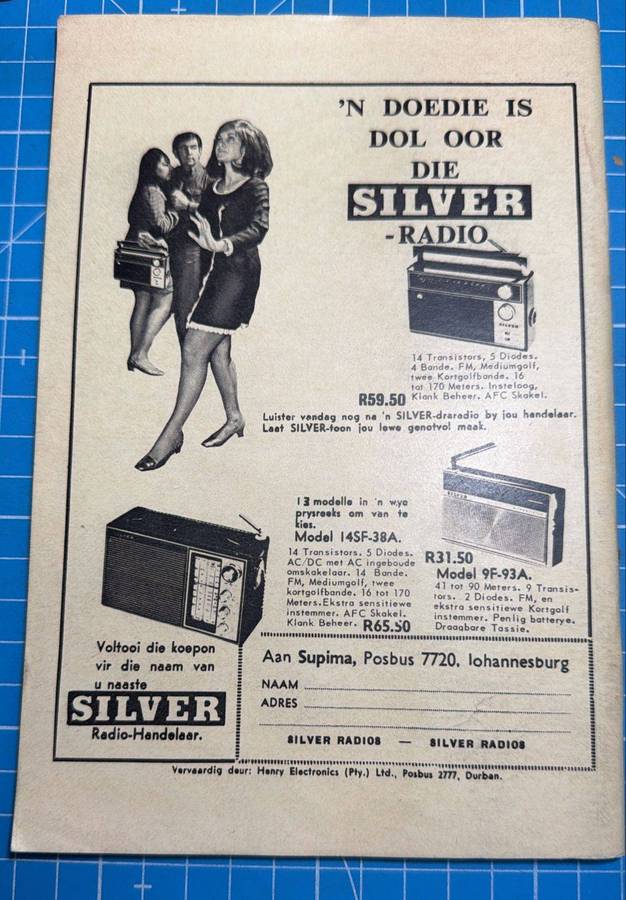 'N DOEDIE IS
DOL OOR
DIE
SILVER
-RADIO
SILVER
14 Transistors, 5 Diodes.
4 Bande. FM, Mediumgolf,
twee Kortgolfbande. 16
tot 170 Meters. Insteloog,
Klank Beheer. AFC Skakel.
R59.50
Luister vandag nog na 'n SILVER-draradio by jou handelaar.
Laat SILVER-toon jou lewe genotvol maak.
13 modelle in 'n wye
prysreeks om van te
kies.
Model 14SF-38A.
14 Transistors. 5 Diodes.
AC/DC met AC ingeboude
omskakelaar. 14 Bande.
FM, Mediumgolf, twee
kortgolfbande. 16 tot 170
Meters. Ekstra sensitiewe
instemmer. AFC Skakel.
Klank Beheer. R65.50
SILVER
R31.50
Model 9F-93A.
41 tot 90 Meters. 9 Transis-
tors. 2 Diodes. FM, en
ekstra sensitiewe Kortgolf
instemmer. Penlig batterye.
Draagbare Tassie.
Voltooi die koepon
vir die naam van
u naaste
SILVER
Radio-Handelaar.
Aan Supima, Posbus 7720, Iohannesburg
NAAM
ADRES
SILVER RADIOS — SILVER RADIOS
Vervaardig deur: Henry Electronics (Pty.) Ltd., Posbus 2777, Durban.